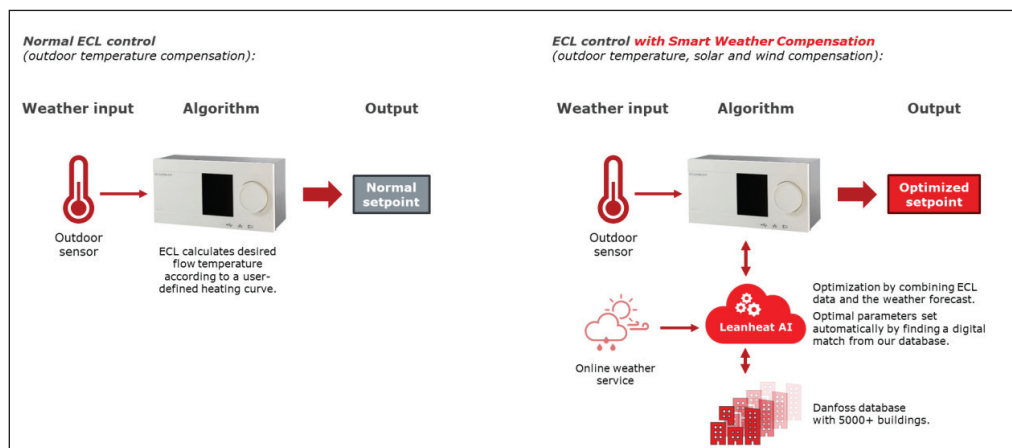 Normal ECL control
(outdoor temperature compensation):
Weather input
Algorithm
Output
Outdoor
sensor
ECL calculates desired
flow temperature
according to a user-
defined heating curve.
Normal
setpoint
ECL control with Smart Weather Compensation
(outdoor temperature, solar and wind compensation):
Weather input
Algorithm
Output
Outdoor
sensor
Optimized
setpoint
Online weather
service
Leanheat AI
Optimization by combining ECL
data and the weather forecast.
Optimal parameters set
automatically by finding a digital
match from our database.
Danfoss database
with 5000+ buildings.